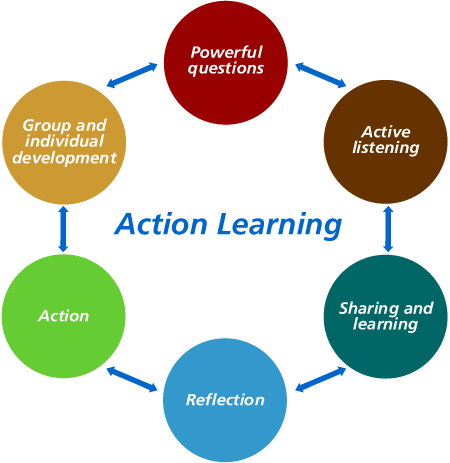 Powerful
questions
Group and
individual
development
Active
listening
Action Learning
Action
Sharing and
learning
Reflection